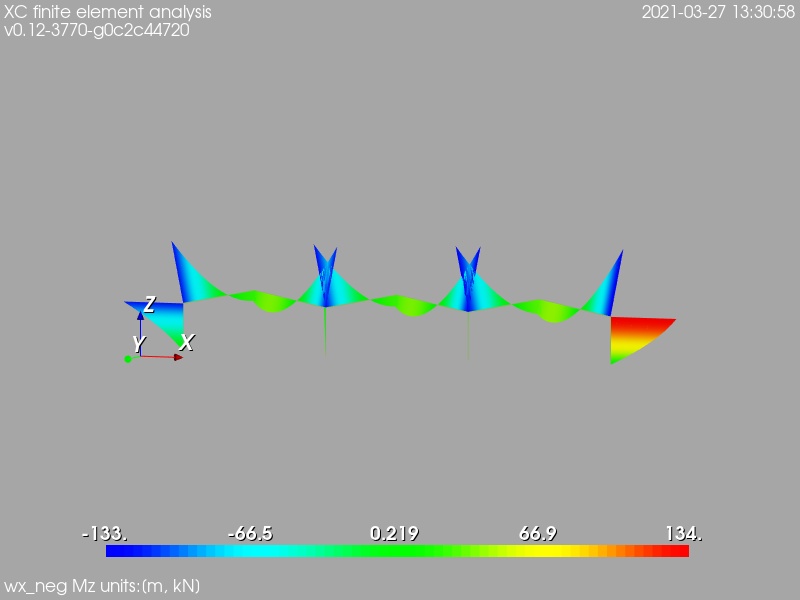 XC finite element analysis
v0.12-3770-g0c2c44720
2021-03-27 13:30:58
Z
Y
X
-133.
-66.5
0.219
66.9
134.
wx_neg Mz units:(m, kN)